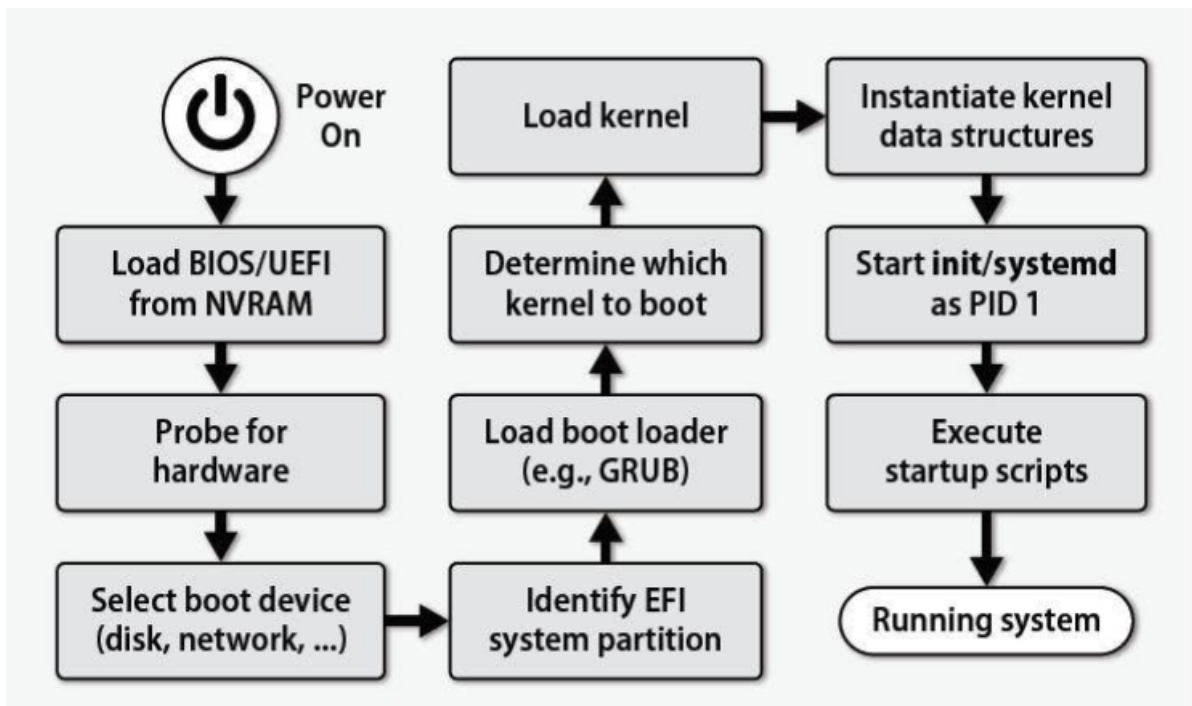 Power
On
Load BIOS/UEFI
from NVRAM
Probe for
hardware
Select boot device
(disk, network, ...)
Identify EFI
system partition
Load boot loader
(e.g., GRUB)
Determine which
kernel to boot
Load kernel
Instantiate kernel
data structures
Start init/systemd
as PID 1
Execute
startup scripts
Running system